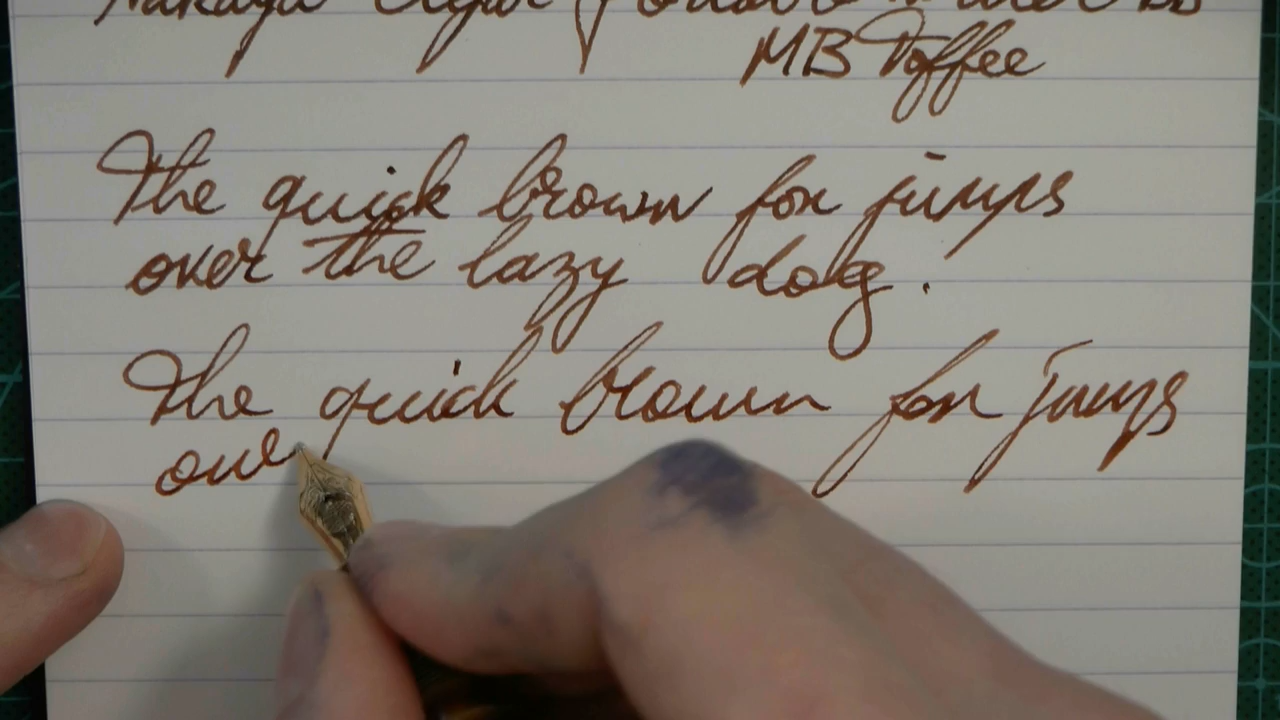 MB Toffee
The quick brown fox jumps
over the lazy dog.
The quick brown fox jumps
ove